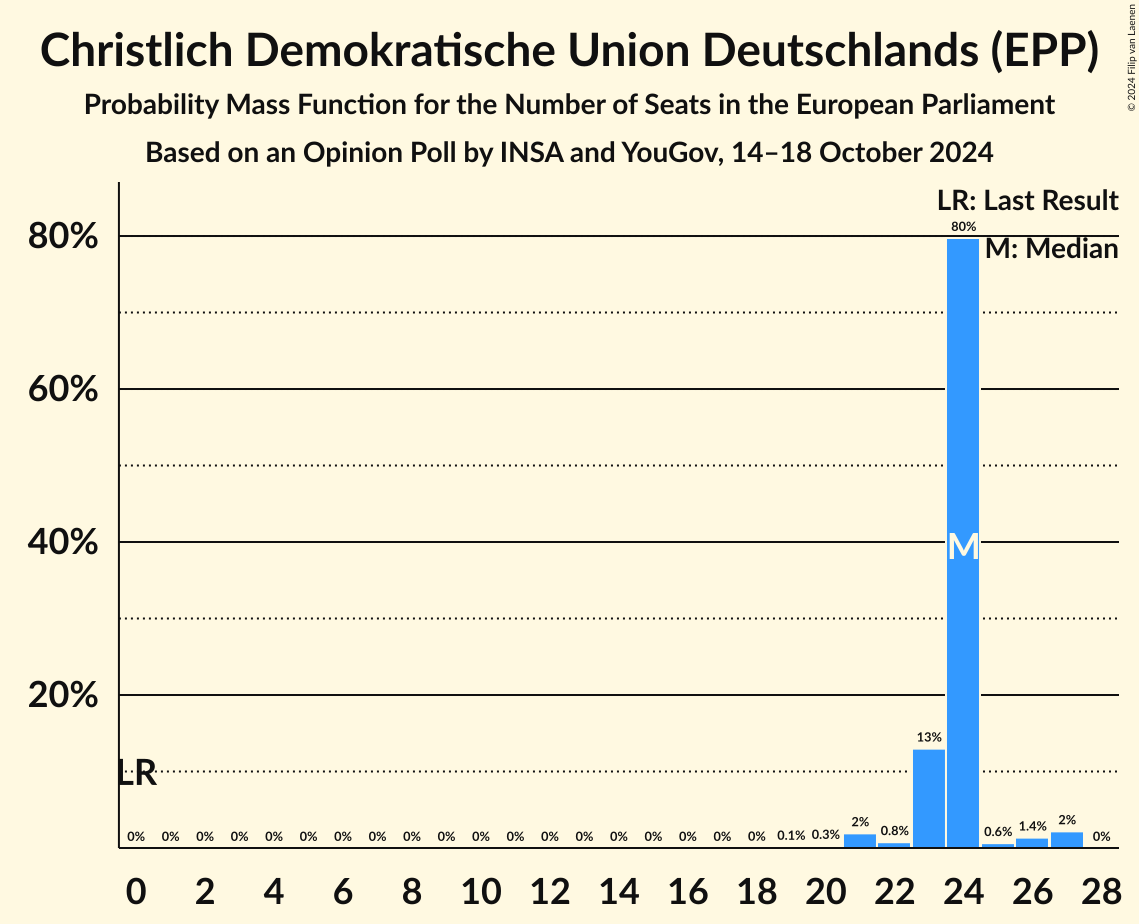 Christlich Demokratische Union Deutschlands (EPP)
Probability Mass Function for the Number of Seats in the European Parliament
Based on an Opinion Poll by INSA and YouGov, 14–18 October 2024
© 2024 Filip van Laenen
LR: Last Result
M: Median
80%
60%
40%
20%
80%
M
13%
LR
0% 0% 0% 0% 0% 0% 0% 0% 0% 0% 0% 0% 0% 0% 0% 0% 0% 0% 0% 0.1% 0.3% 2% 0.8% 0.6% 1.4% 2% 0%
0 2 4 6 8 10 12 14 16 18 20 22 24 26 28